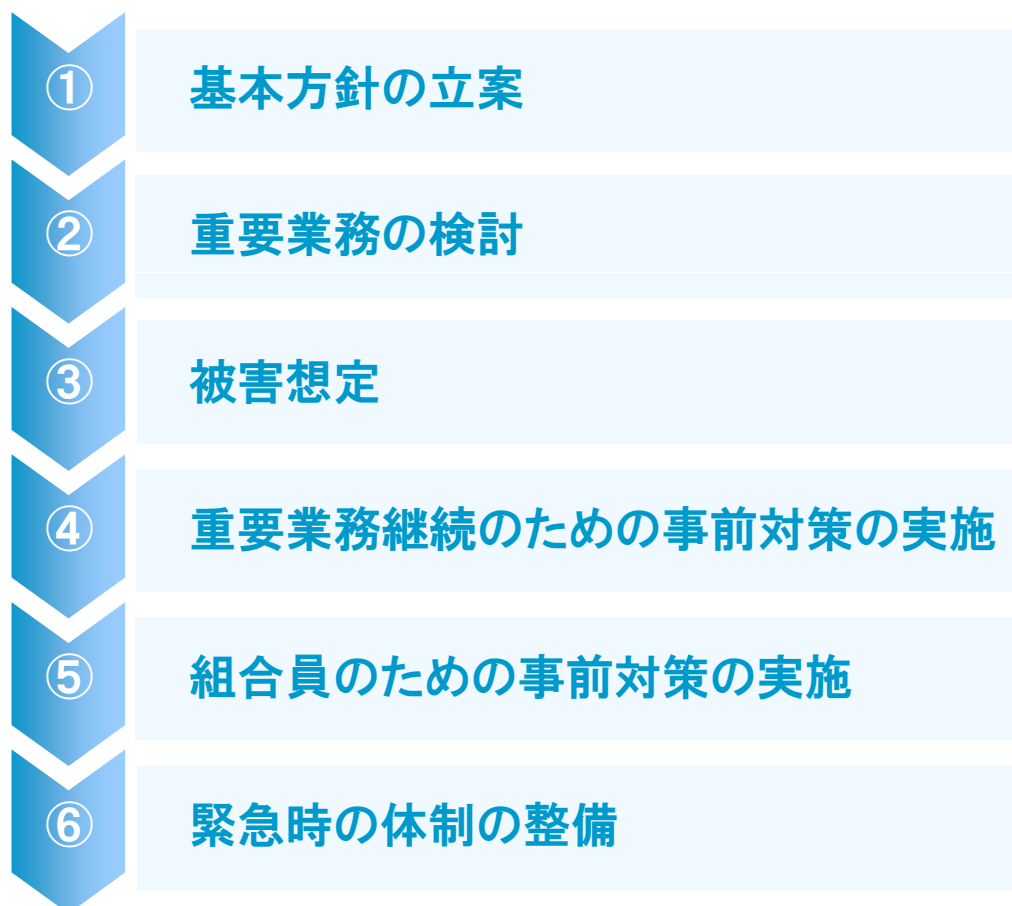 ① 基本方針の立案
② 重要業務の検討
③ 被害想定
④ 重要業務継続のための事前対策の実施
⑤ 組合員のための事前対策の実施
⑥ 緊急時の体制の整備